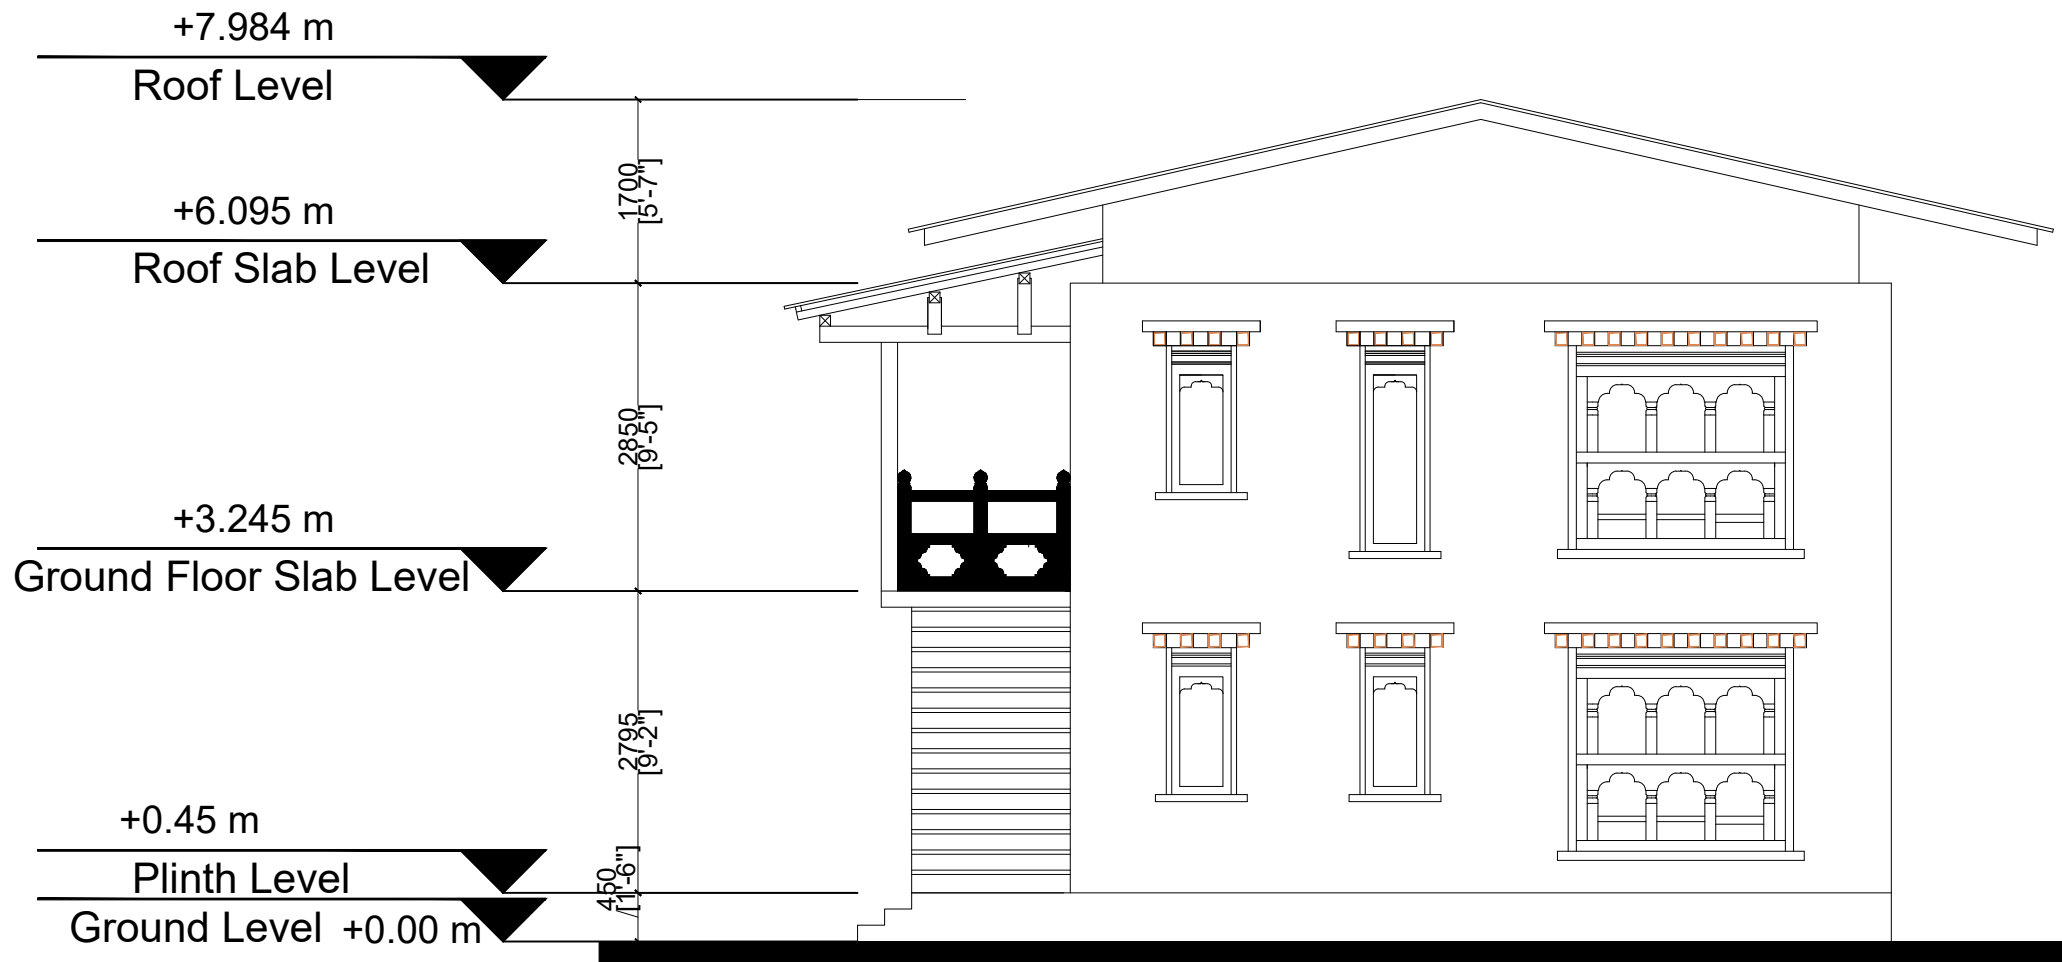 +7.984 m
Roof Level
1700
[5'-7"]
+6.095 m
Roof Slab Level
2850
[9'-5"]
+3.245 m
Ground Floor Slab Level
2795
[9'-2"]
+0.45 m
Plinth Level
450
[1'-6"]
Ground Level +0.00 m